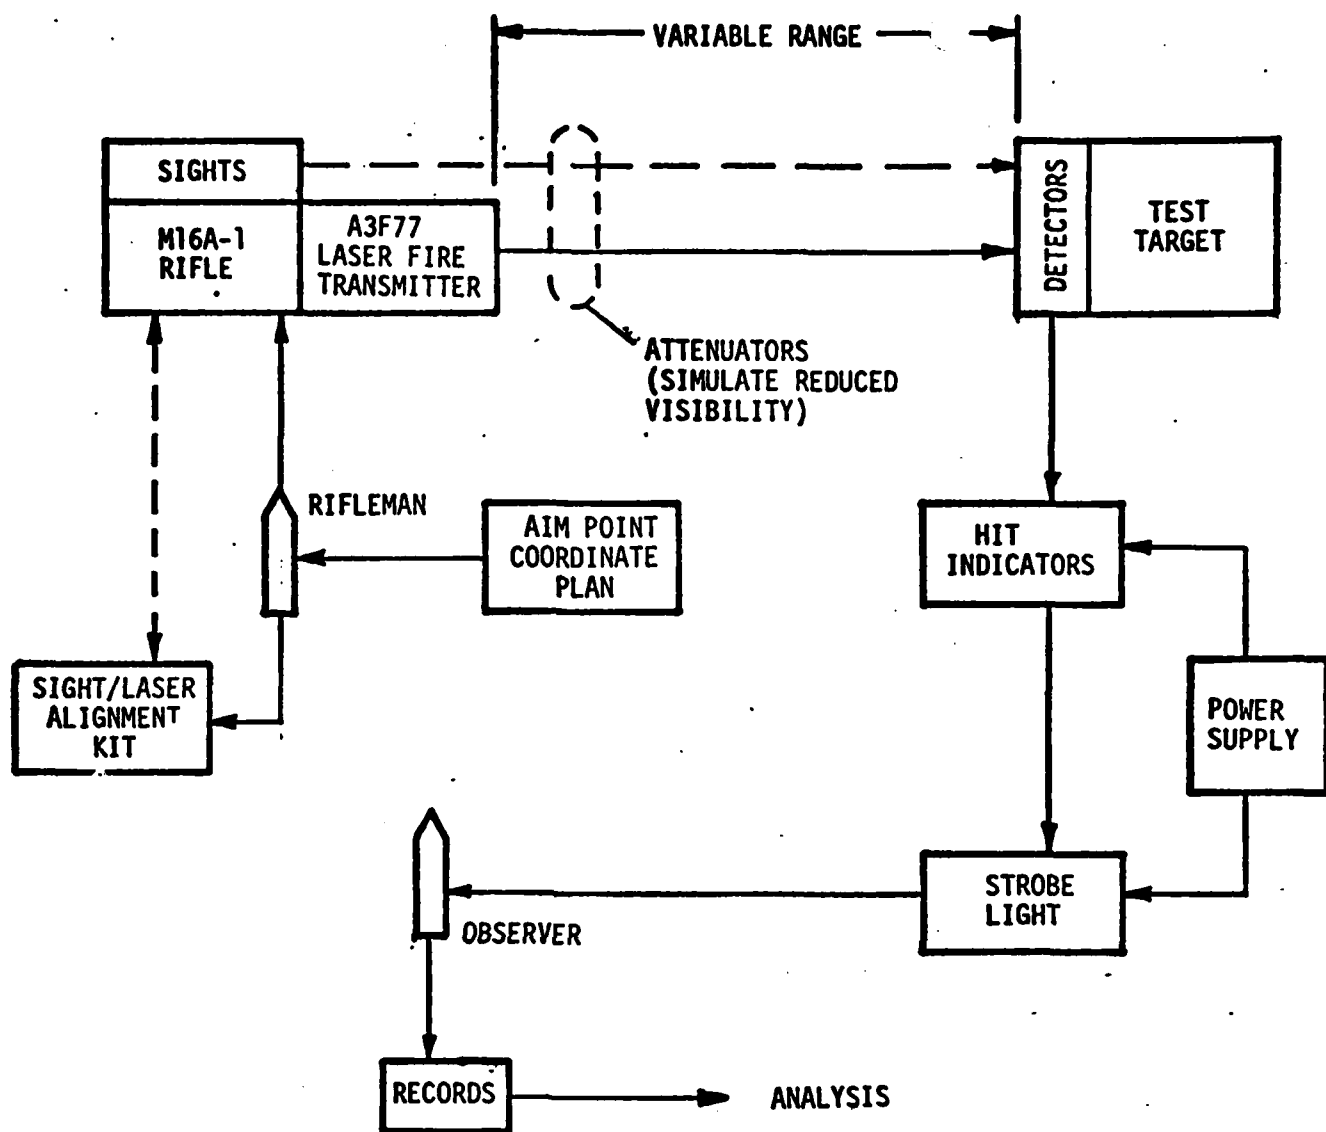 VARIABLE RANGE
SIGHTS
M16A-1
RIFLE
A3F77
LASER FIRE
TRANSMITTER
DETECTORS
TEST
TARGET
ATTENUATORS
(SIMULATE REDUCED
VISIBILITY)
RIFLEMAN
AIM POINT
COORDINATE
PLAN
HIT
INDICATORS
SIGHT/LASER
ALIGNMENT
KIT
POWER
SUPPLY
STROBE
LIGHT
OBSERVER
RECORDS
ANALYSIS